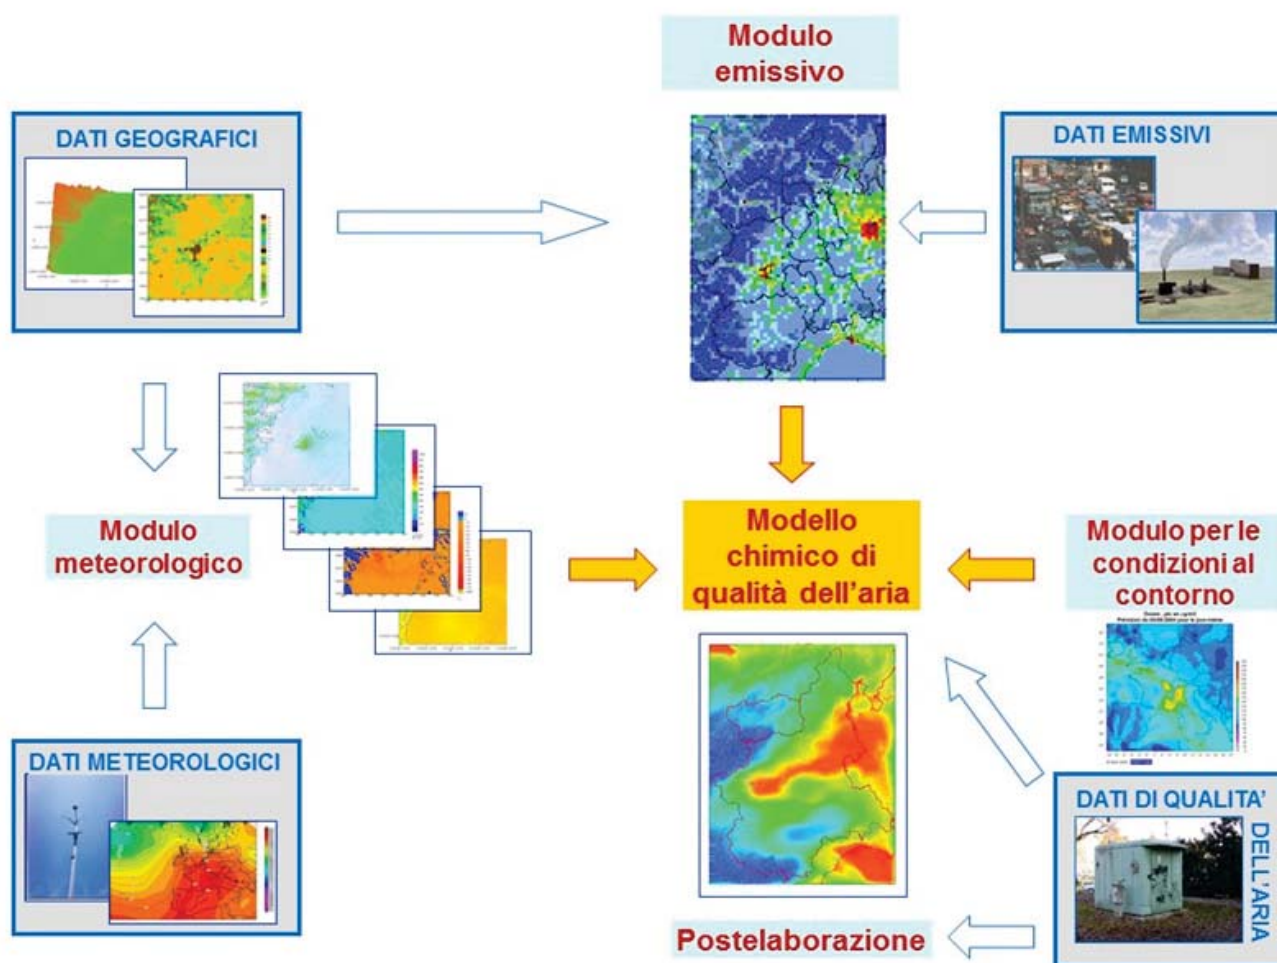 Modulo
emissivo
DATI GEOGRAFICI
DATI EMISSIVI
Modulo
meteorologico
Modello
chimico di
qualità dell'aria
Modulo per le
condizioni al
contorno
DATI METEOROLOGICI
DATI DI QUALITA'
DELL'ARIA
Postelaborazione